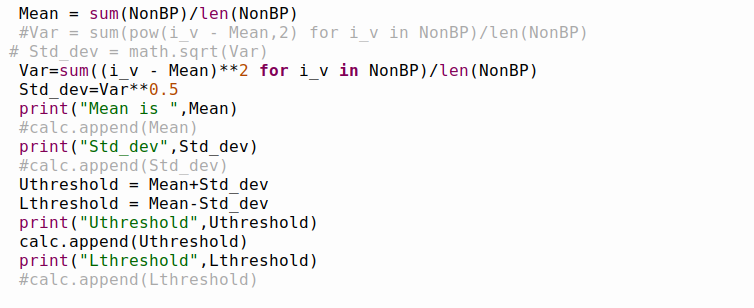 Mean = sum(NonBP)/len(NonBP)
#Var = sum(pow(i_v - Mean,2) for i_v in NonBP)/len(NonBP)
# Std_dev = math.sqrt(Var)
Var=sum((i_v - Mean)**2 for i_v in NonBP)/len(NonBP)
Std_dev=Var**0.5
print("Mean is ",Mean)
#calc.append(Mean)
print("Std_dev",Std_dev)
#calc.append(Std_dev)
Uthreshold = Mean+Std_dev
Lthreshold = Mean-Std_dev
print("Uthreshold",Uthreshold)
calc.append(Uthreshold)
print("Lthreshold",Lthreshold)
#calc.append(Lthreshold)